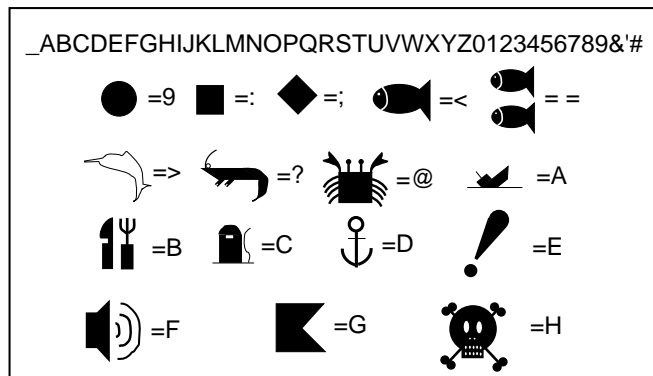 _ABCDEFGHIJKLMNOPQRSTUVWXYZ0123456789&'#
=9 =: =; =< = =
=> =? =@ =A
=B =C =D =E
=F =G =H